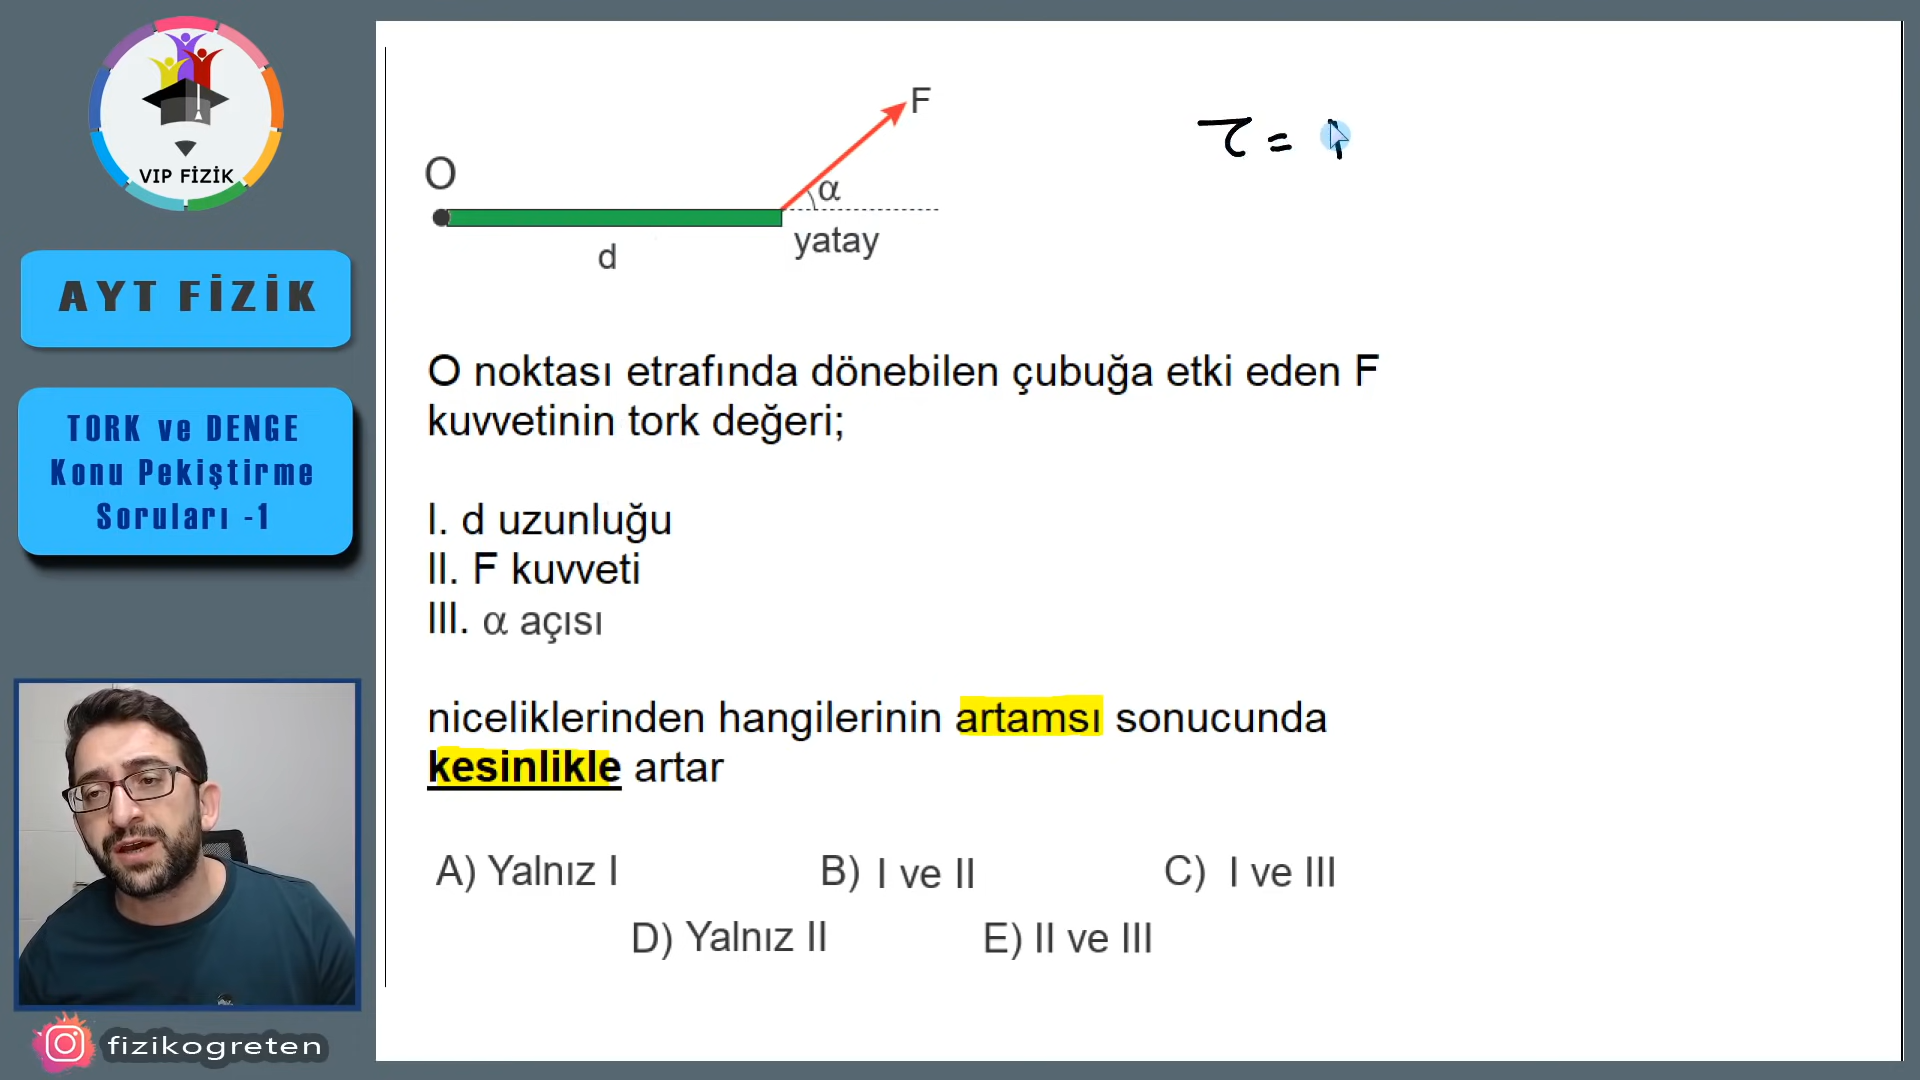 VIP FİZİK
AYT FİZİK
TORK ve DENGE
Konu Pekiştirme
Soruları -1
fizikogreten
F
O
α
yatay
d
τ =
O noktası etrafında dönebilen çubuğa etki eden F
kuvvetinin tork değeri;
I. d uzunluğu
II. F kuvveti
III. α açısı
niceliklerinden hangilerinin artamsı sonucunda
kesinlikle artar
A) Yalnız I B) I ve II C) I ve III
D) Yalnız II E) II ve III